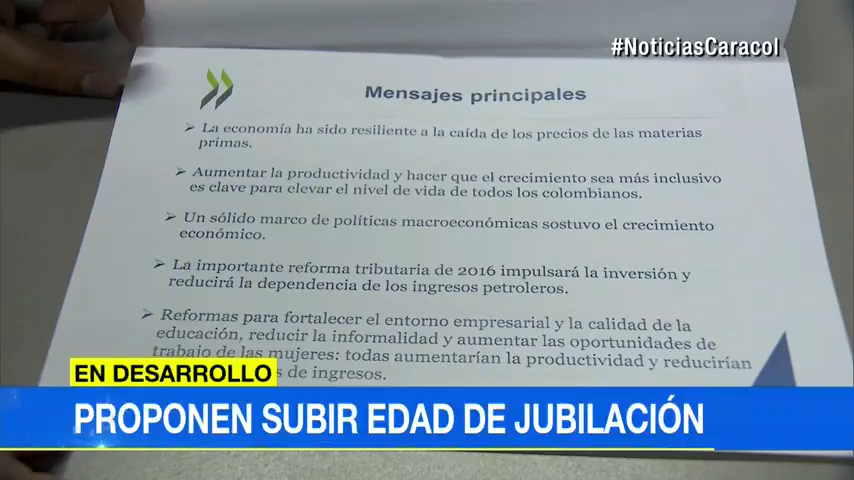 #NoticiasCaracol
Mensajes principales
➢ La economía ha sido resiliente a la caída de los precios de las materias
primas.
➢ Aumentar la productividad y hacer que el crecimiento sea más inclusivo
es clave para elevar el nivel de vida de todos los colombianos.
➢ Un sólido marco de políticas macroeconómicas sostuvo el crecimiento
económico.
➢ La importante reforma tributaria de 2016 impulsará la inversión y
reducirá la dependencia de los ingresos petroleros.
➢ Reformas para fortalecer el entorno empresarial y la calidad de la
educación, reducir la informalidad y aumentar las oportunidades de
trabajo de las mujeres: todas aumentarían la productividad y reducirían
de ingresos.
EN DESARROLLO
PROPONEN SUBIR EDAD DE JUBILACIÓN